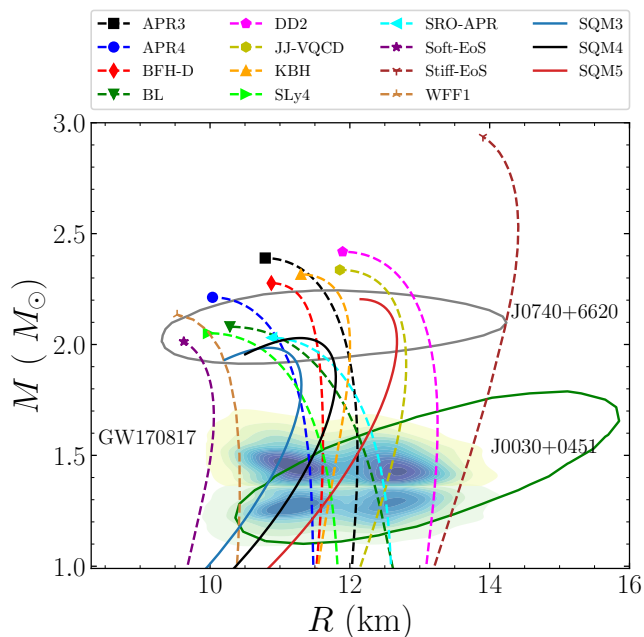 APR3 DD2 SRO-APR SQM3
APR4 JJ-VQCD Soft-EoS SQM4
BFH-D KBH Stiff-EoS SQM5
BL SLy4 WFF1
3.0
2.5
2.0
1.5
1.0
M ( M⊙)
J0740+6620
GW170817
J0030+0451
10 12 14 16
R (km)